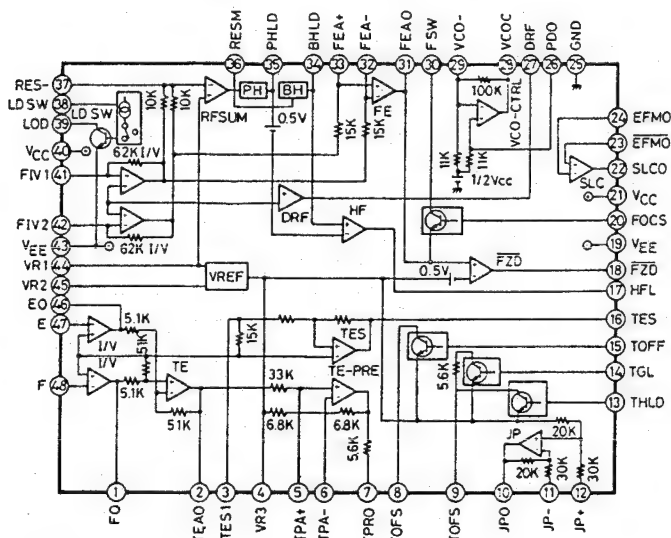 RESM
PHLD
BHLD
FEA+
FEA-
FEAO
FSW
VCO-
VCOC
DRF
PDO
GND
36
35
34
33
32
31
30
29
28
27
26
25
RES- 37
LD SW 38
LOD 39
VCC 40
FIV1 41
FIV2 42
VEE 43
VR1 44
VR2 45
EO 46
E 47
F 48
24 EFMO
23 EFMO
22 SLCO
21 VCC
20 FOCS
19 VEE
18 FZD
17 HFL
16 TES
15 TOFF
14 TGL
13 THLD
10K
10K
LD SW
RFSUM
PH
BH
0.5V
15K
FE
15K
100K
VCO-CTRL
11K
11K
1/2Vcc
SLC
62K I/V
62K I/V
DRF
HF
0.5V
FZD
VREF
5.1K
I/V
I/V
51K
5.1K
TE
51K
15K
TES
TE-PRE
33K
6.8K
6.8K
5.6K
5.6K
JP
20K
20K
30K
30K
1
2
3
4
5
6
7
8
9
10
11
12
FO
TEAO
TES1
VR3
TPA+
TPA-
TPRO
TOFS
TOFS
JPO
JP-
JP+